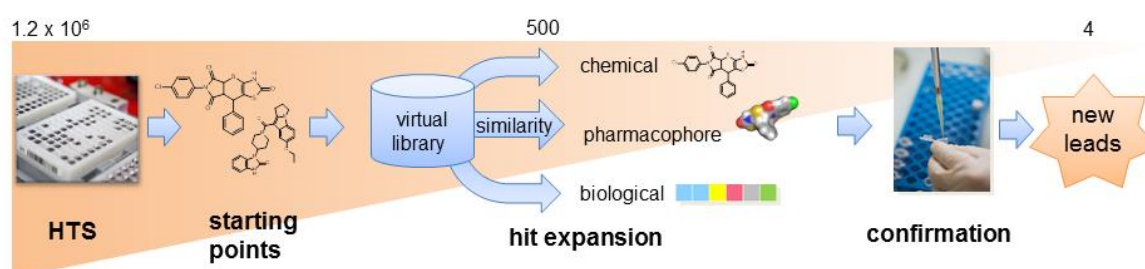 1.2 x 10⁶
500
4
chemical
virtual
library
similarity
pharmacophore
biological
new
leads
HTS
starting
points
hit expansion
confirmation